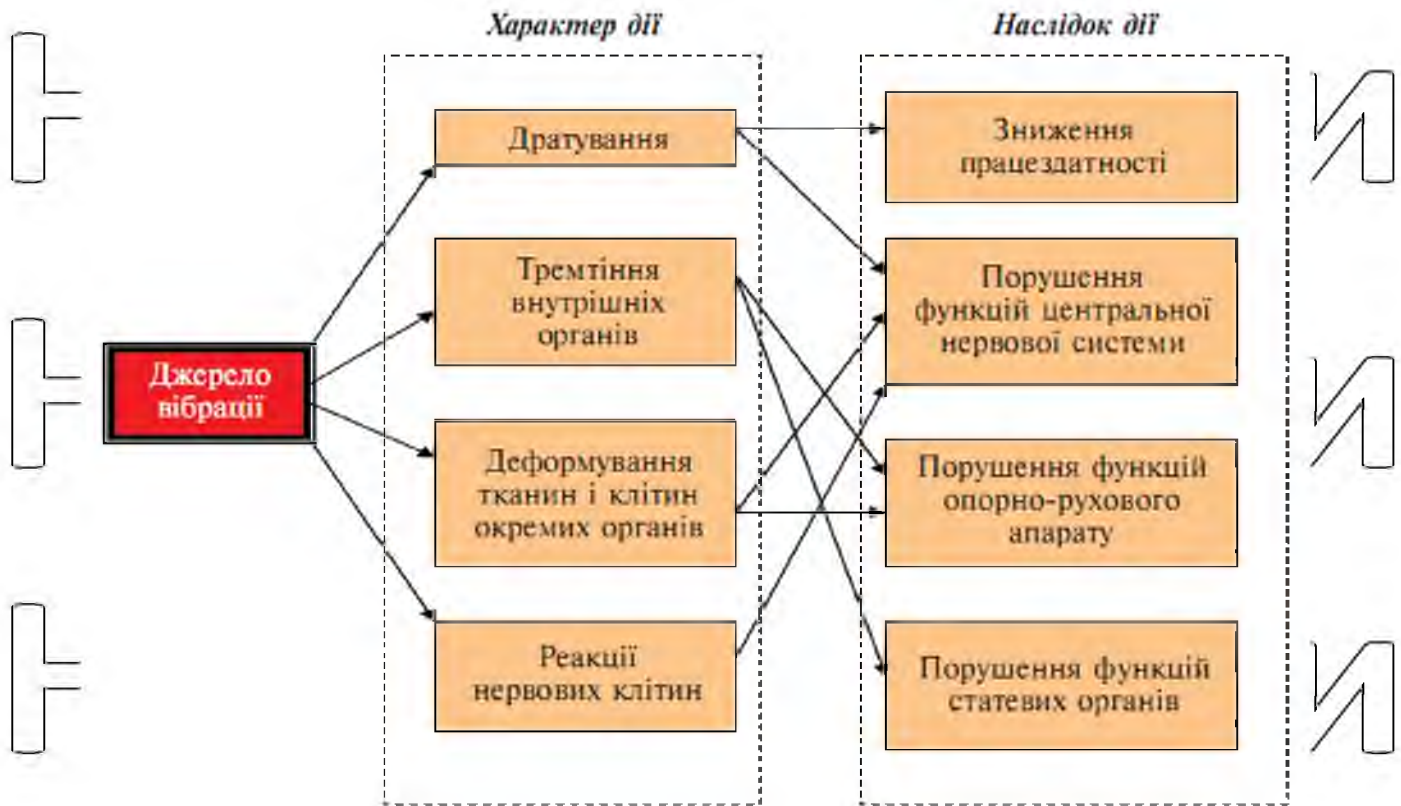 Характер дії
Наслідок дії
Дратування
Тремтіння
внутрішніх
органів
Джерело
вібрації
Деформування
тканин і клітин
окремих органів
Реакції
нервових клітин
Зниження
працездатності
Порушення
функцій центральної
нервової системи
Порушення функцій
опорно-рухового
апарату
Порушення функцій
статевих органів